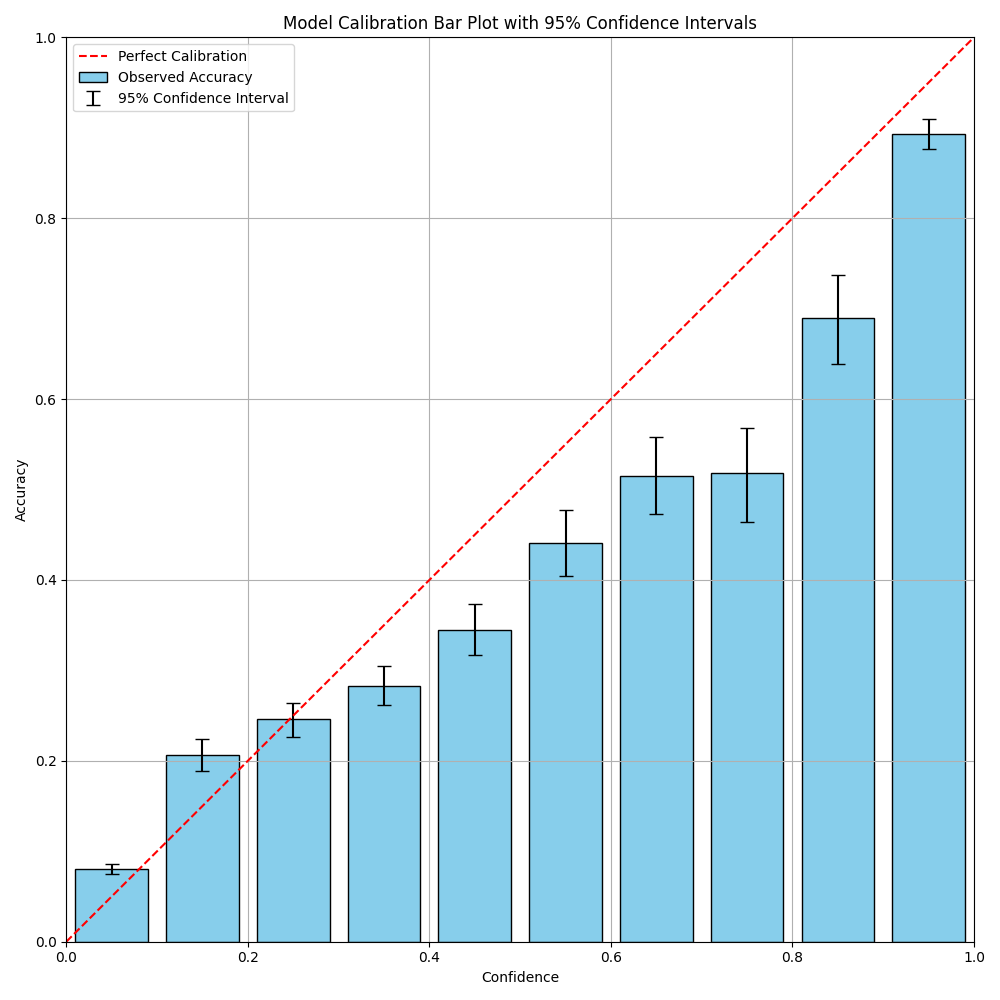 Model Calibration Bar Plot with 95% Confidence Intervals
Perfect Calibration
Observed Accuracy
95% Confidence Interval
1.0
0.8
0.6
0.4
0.2
0.0
Accuracy
0.0 0.2 0.4 0.6 0.8 1.0
Confidence